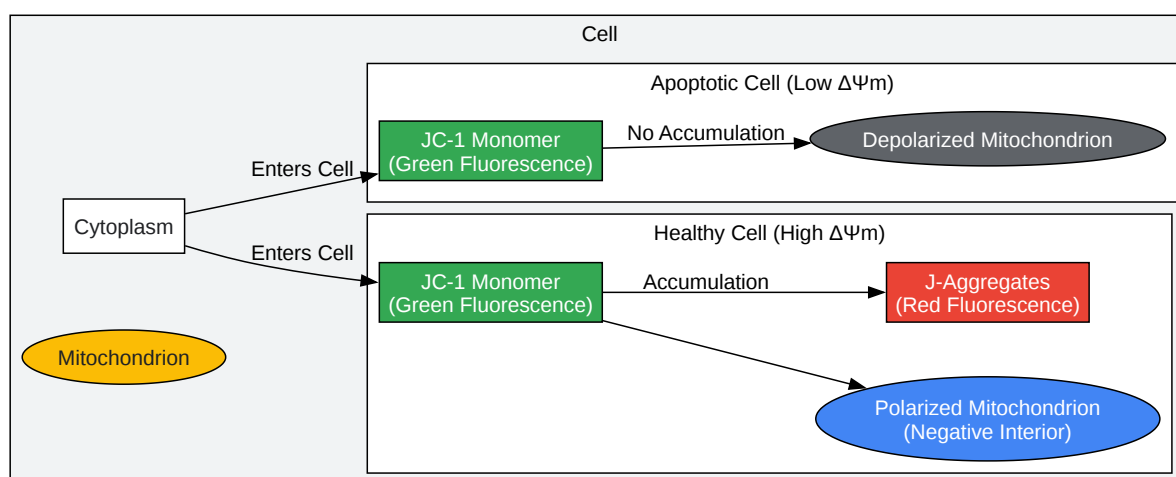 Cell
Apoptotic Cell (Low ΔΨm)
JC-1 Monomer
(Green Fluorescence)
No Accumulation
Depolarized Mitochondrion
Enters Cell
Cytoplasm
Enters Cell
Healthy Cell (High ΔΨm)
JC-1 Monomer
(Green Fluorescence)
Accumulation
J-Aggregates
(Red Fluorescence)
Mitochondrion
Polarized Mitochondrion
(Negative Interior)